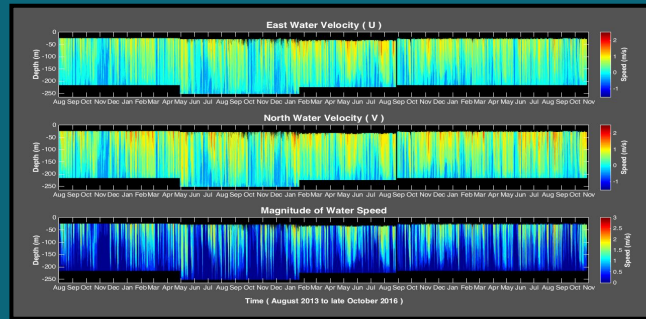 East Water Velocity ( U )
0
-50
-100
-150
-200
-250
Depth (m)
2
1
0
-1
Speed (m/s)
Aug Sep Oct Nov Dec Jan Feb Mar Apr May Jun Jul Aug Sep Oct Nov Dec Jan Feb Mar Apr May Jun Jul Aug Sep Oct Nov Dec Jan Feb Mar Apr May Jun Jul Aug Sep Oct Nov
North Water Velocity ( V )
0
-50
-100
-150
-200
-250
Depth (m)
2
1
0
-1
Speed (m/s)
Aug Sep Oct Nov Dec Jan Feb Mar Apr May Jun Jul Aug Sep Oct Nov Dec Jan Feb Mar Apr May Jun Jul Aug Sep Oct Nov Dec Jan Feb Mar Apr May Jun Jul Aug Sep Oct Nov
Magnitude of Water Speed
0
-50
-100
-150
-200
-250
Depth (m)
3
2.5
2
1.5
1
0.5
0
Speed (m/s)
Aug Sep Oct Nov Dec Jan Feb Mar Apr May Jun Jul Aug Sep Oct Nov Dec Jan Feb Mar Apr May Jun Jul Aug Sep Oct Nov Dec Jan Feb Mar Apr May Jun Jul Aug Sep Oct Nov
Time ( August 2013 to late October 2016 )